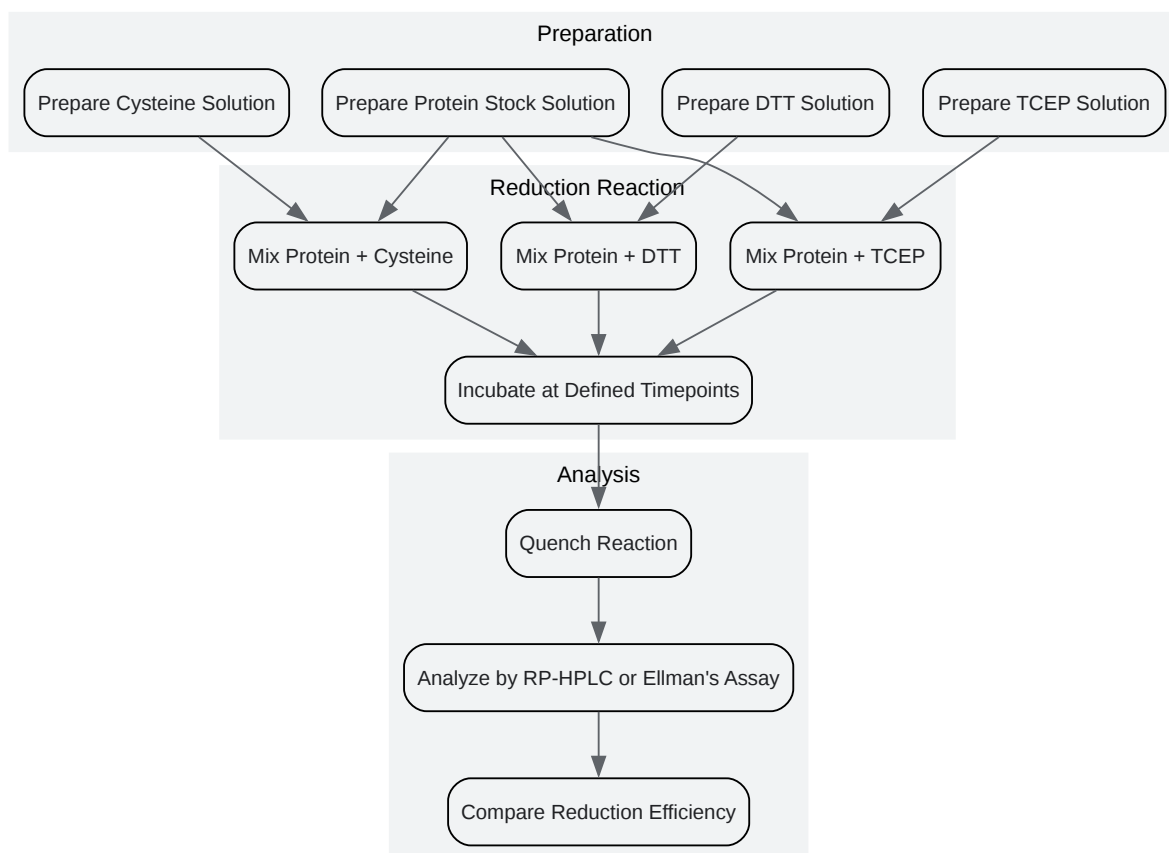 Preparation
Prepare Cysteine Solution
Prepare Protein Stock Solution
Prepare DTT Solution
Prepare TCEP Solution
Reduction Reaction
Mix Protein + Cysteine
Mix Protein + DTT
Mix Protein + TCEP
Incubate at Defined Timepoints
Analysis
Quench Reaction
Analyze by RP-HPLC or Ellman's Assay
Compare Reduction Efficiency